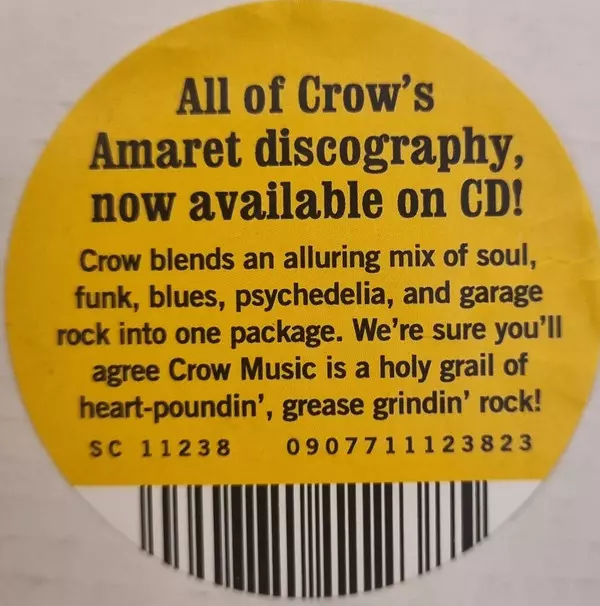 All of Crow's
Amaret discography,
now available on CD!
Crow blends an alluring mix of soul,
funk, blues, psychedelia, and garage
rock into one package. We're sure you'll
agree Crow Music is a holy grail of
heart-poundin', grease grindin' rock!
SC 11238 0907711123823